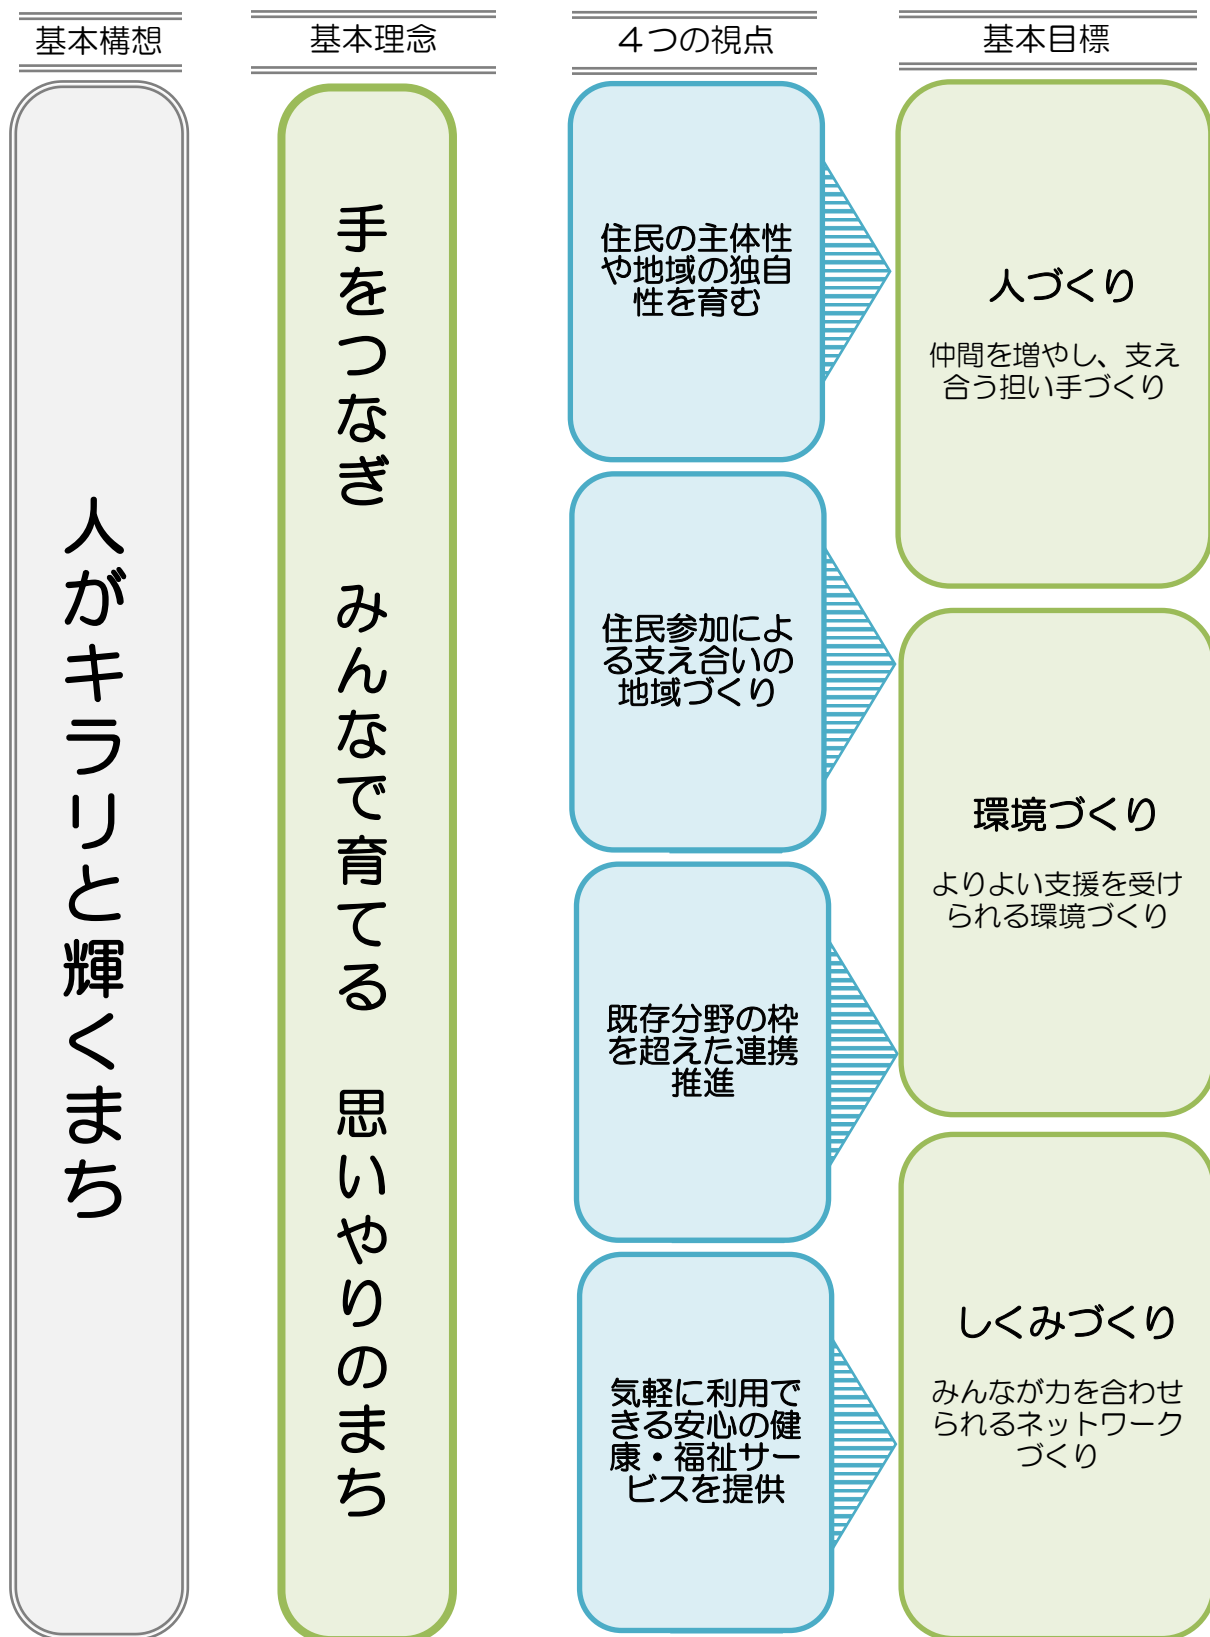 基本構想
基本理念
４つの視点
基本目標
人がキラリと輝くまち
手をつなぎ　みんなで育てる　思いやりのまち
住民の主体性
や地域の独自
性を育む
住民参加によ
る支え合いの
地域づくり
既存分野の枠
を超えた連携
推進
気軽に利用で
きる安心の健
康・福祉サー
ビスを提供
人づくり
仲間を増やし、支え
合う担い手づくり
環境づくり
よりよい支援を受け
られる環境づくり
しくみづくり
みんなが力を合わせ
られるネットワーク
づくり